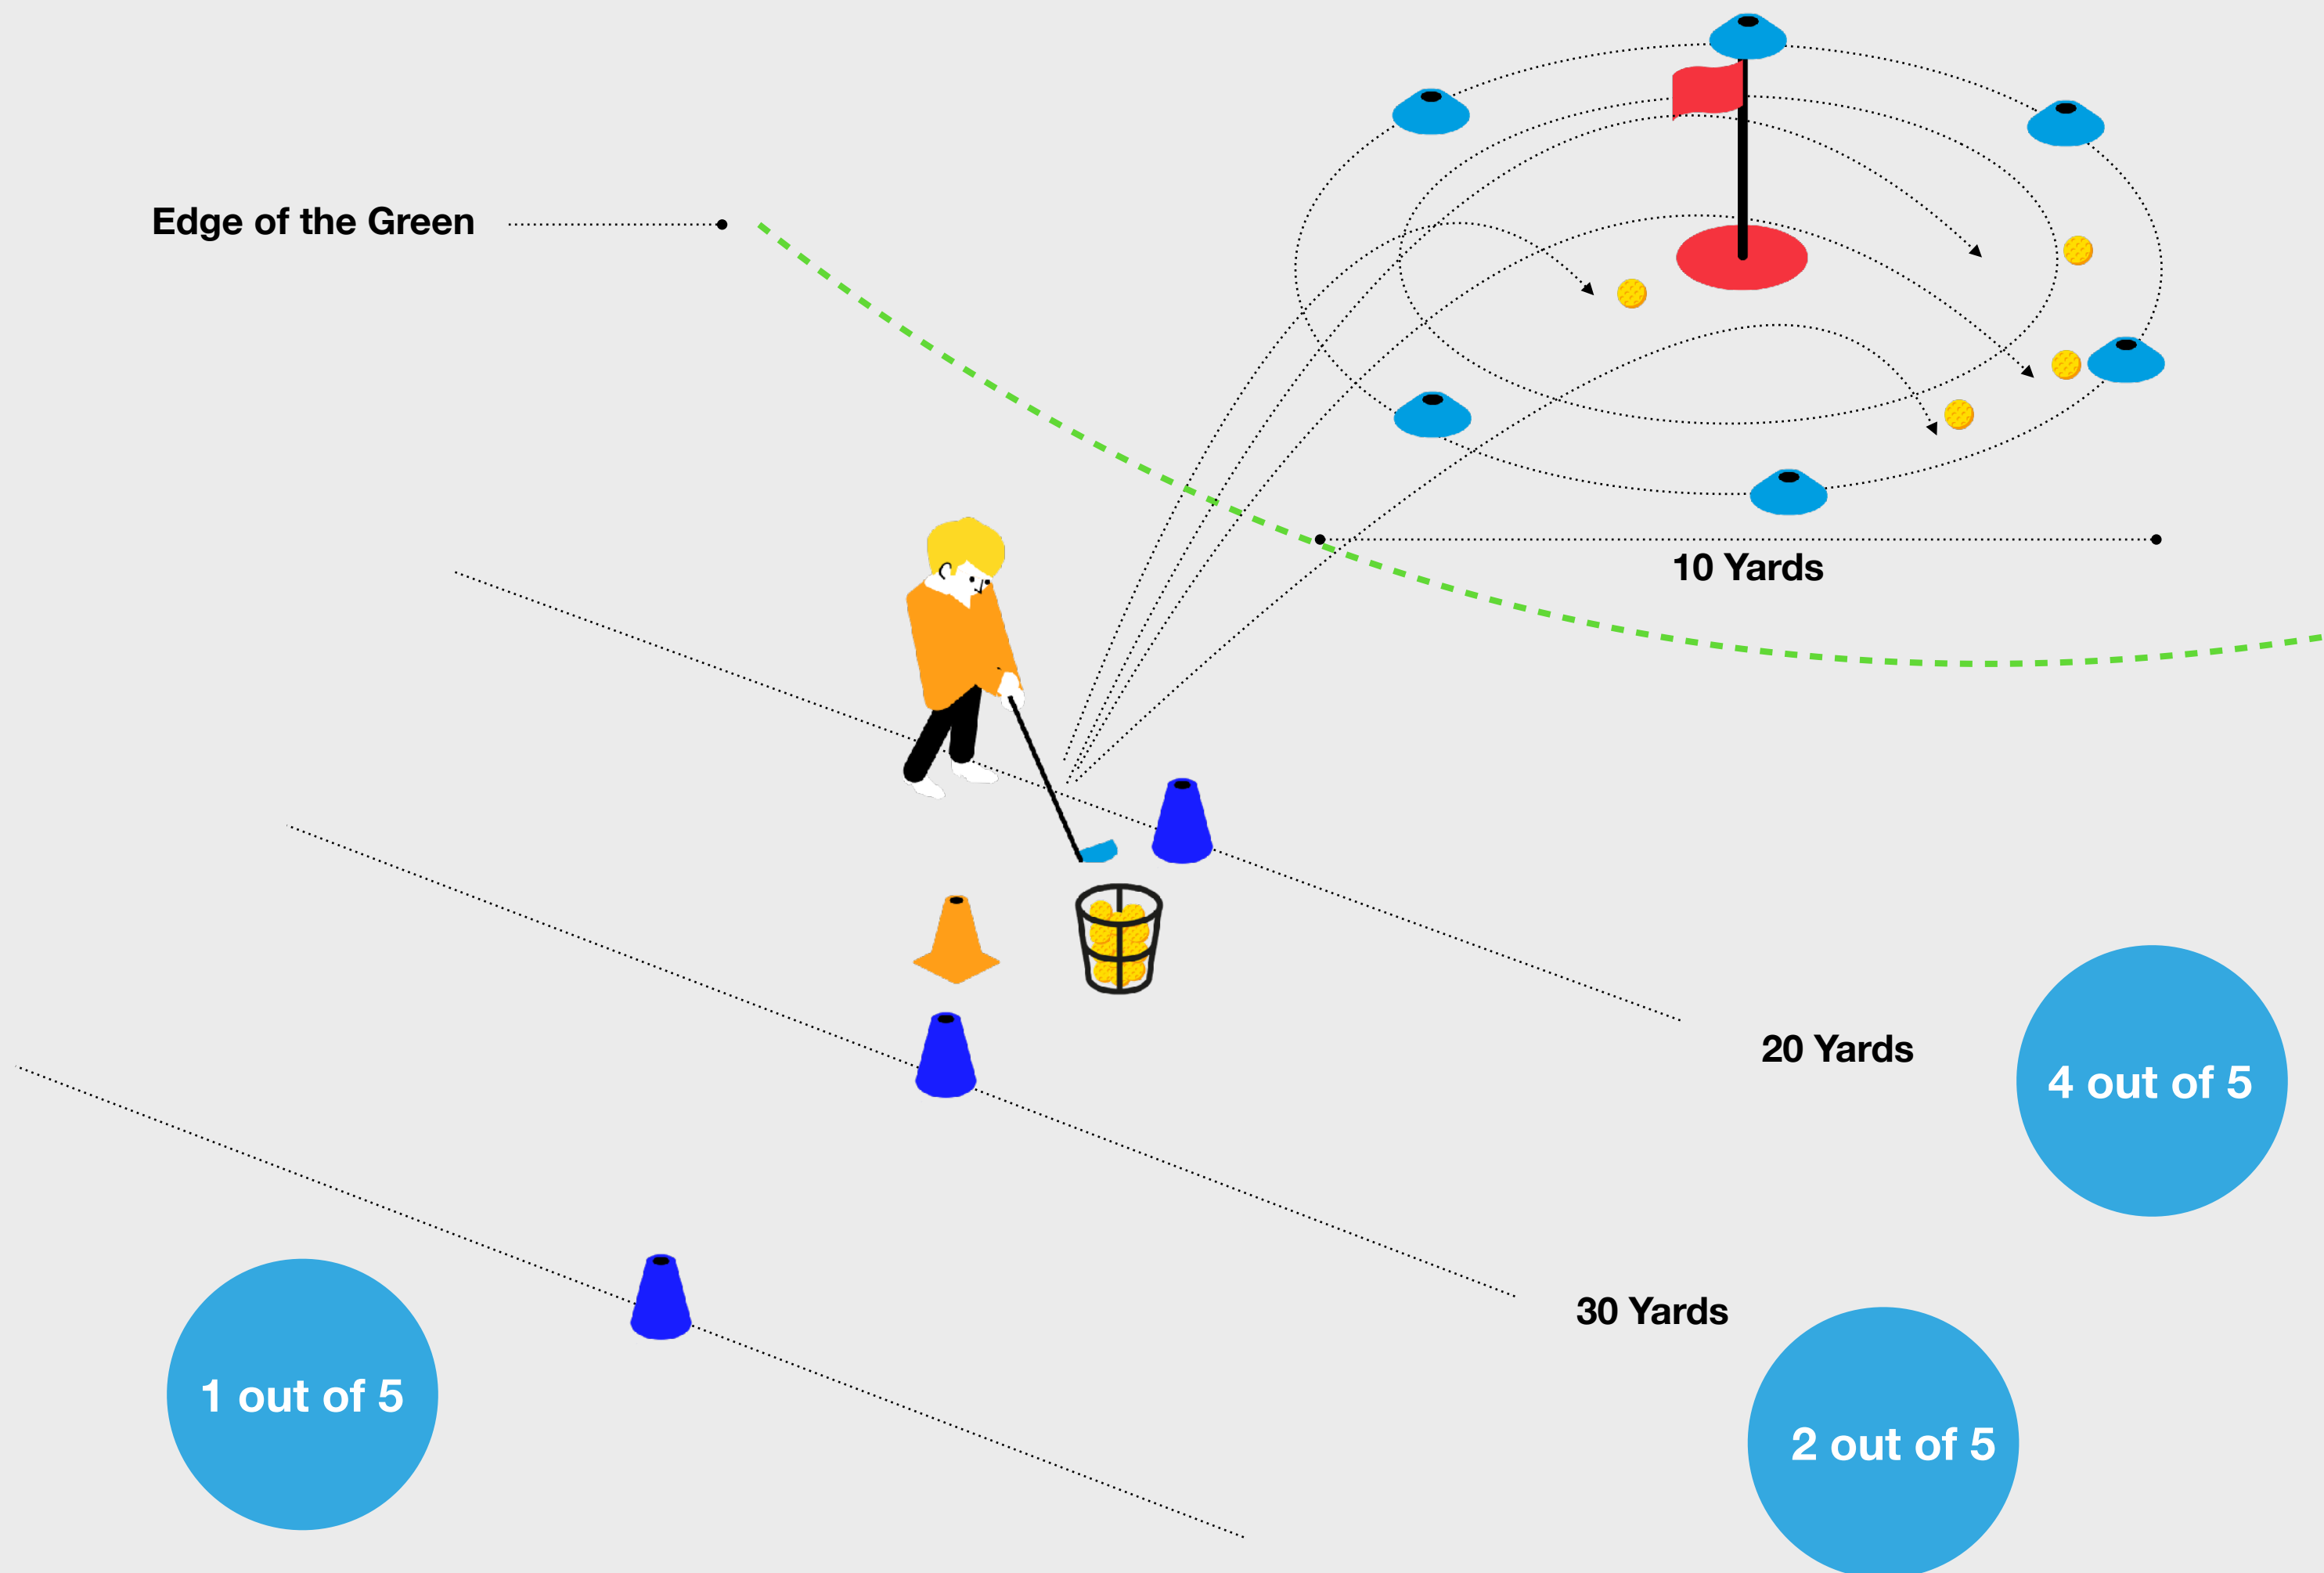 Edge of the Green
10 Yards
20 Yards
4 out of 5
30 Yards
1 out of 5
2 out of 5